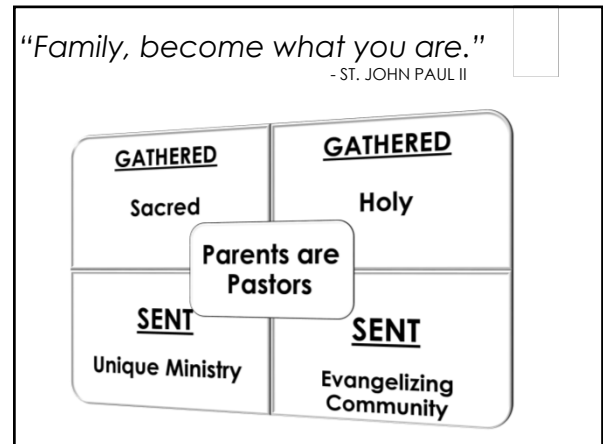 “Family, become what you are.”
- ST. JOHN PAUL II
GATHERED
Sacred
GATHERED
Holy
Parents are
Pastors
SENT
Unique Ministry
SENT
Evangelizing
Community